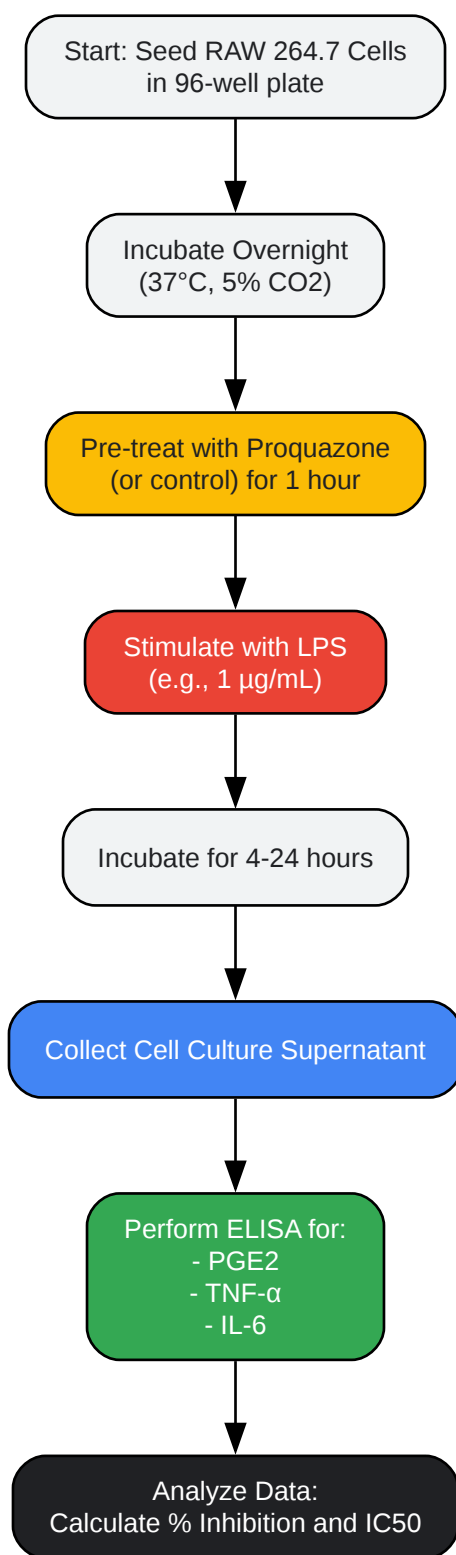 Start: Seed RAW 264.7 Cells
in 96-well plate
Incubate Overnight
(37°C, 5% CO2)
Pre-treat with Proquazone
(or control) for 1 hour
Stimulate with LPS
(e.g., 1 µg/mL)
Incubate for 4-24 hours
Collect Cell Culture Supernatant
Perform ELISA for:
- PGE2
- TNF-α
- IL-6
Analyze Data:
Calculate % Inhibition and IC50